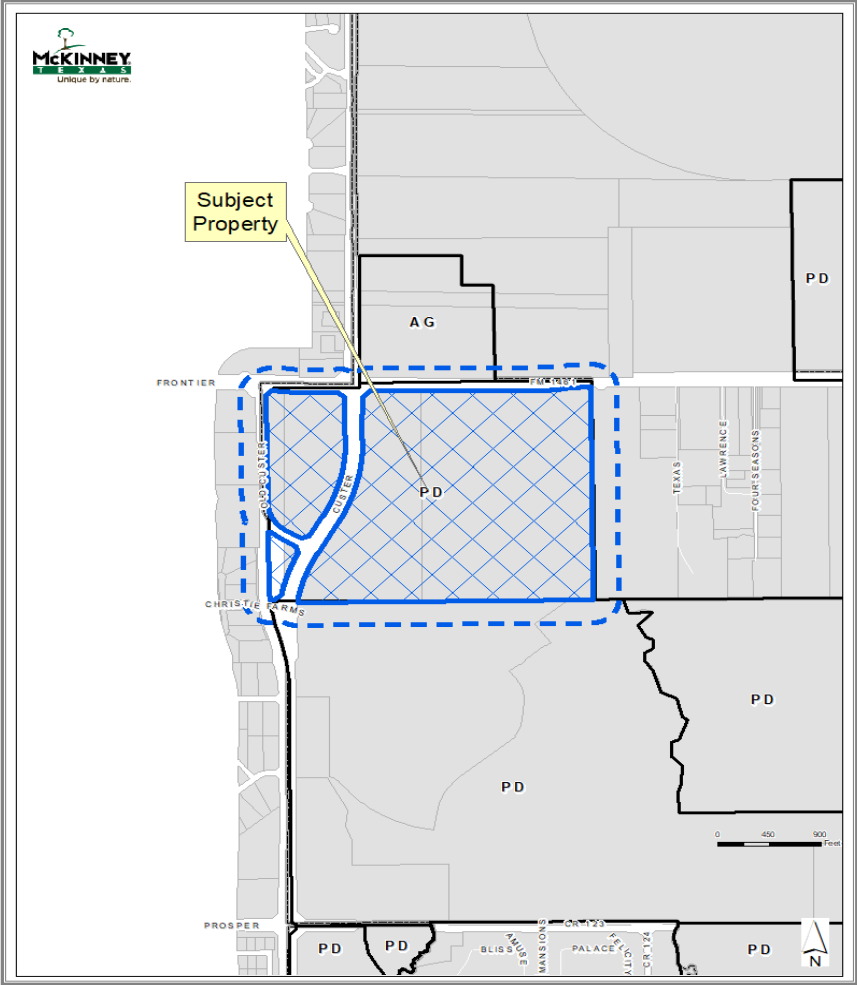 McKINNEY
TEXAS
Unique by nature.
Subject
Property
PD
AG
FRONTIER
FM 1461
OLD CUSTER
CUSTER
PD
TEXAS
LAWRENCE
FOUR SEASONS
CHRISTIE FARMS
PD
PD
0 450 900
Feet
PROSPER
CR 123
PD
PD
BLISS
AMUSE
MANSIONS
PALACE
FELICITY
CR 124
PD
N